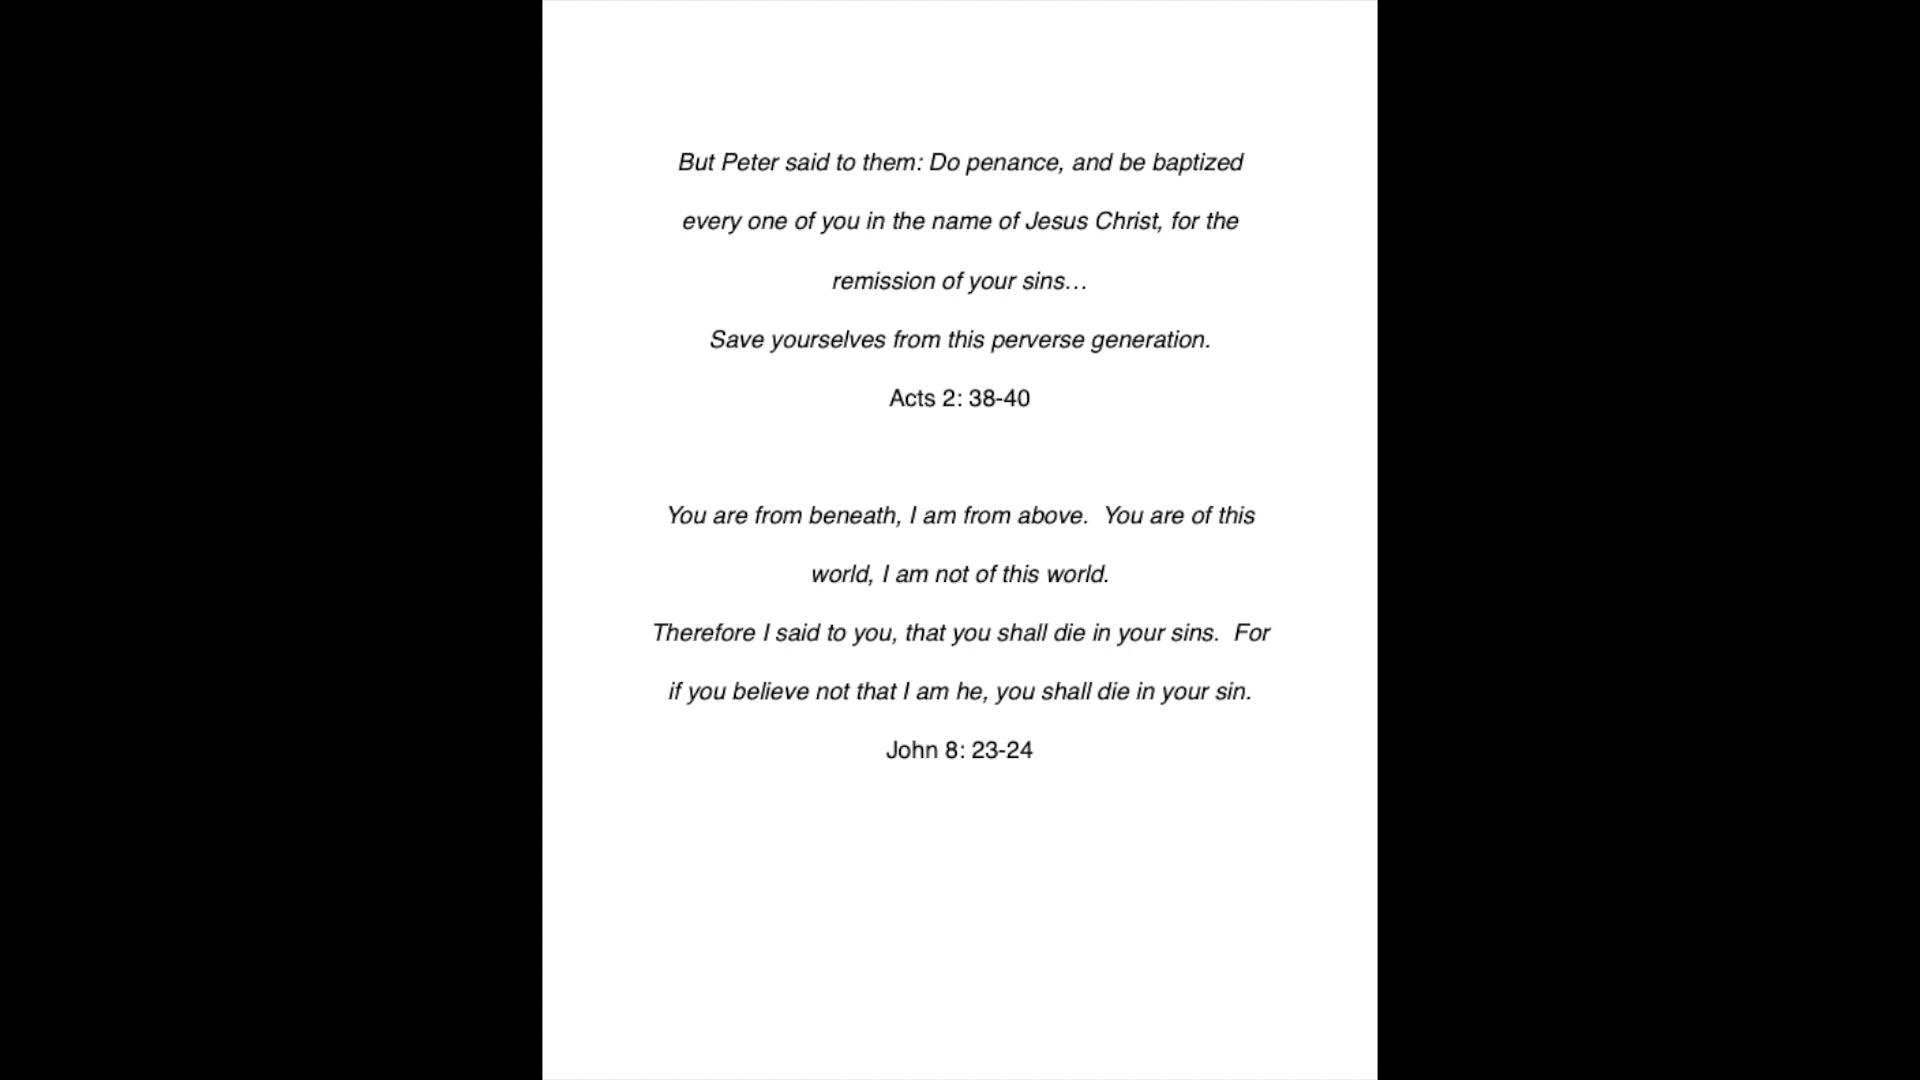 But Peter said to them: Do penance, and be baptized
every one of you in the name of Jesus Christ, for the
remission of your sins…
Save yourselves from this perverse generation.
Acts 2: 38-40
You are from beneath, I am from above.  You are of this
world, I am not of this world.
Therefore I said to you, that you shall die in your sins.  For
if you believe not that I am he, you shall die in your sin.
John 8: 23-24